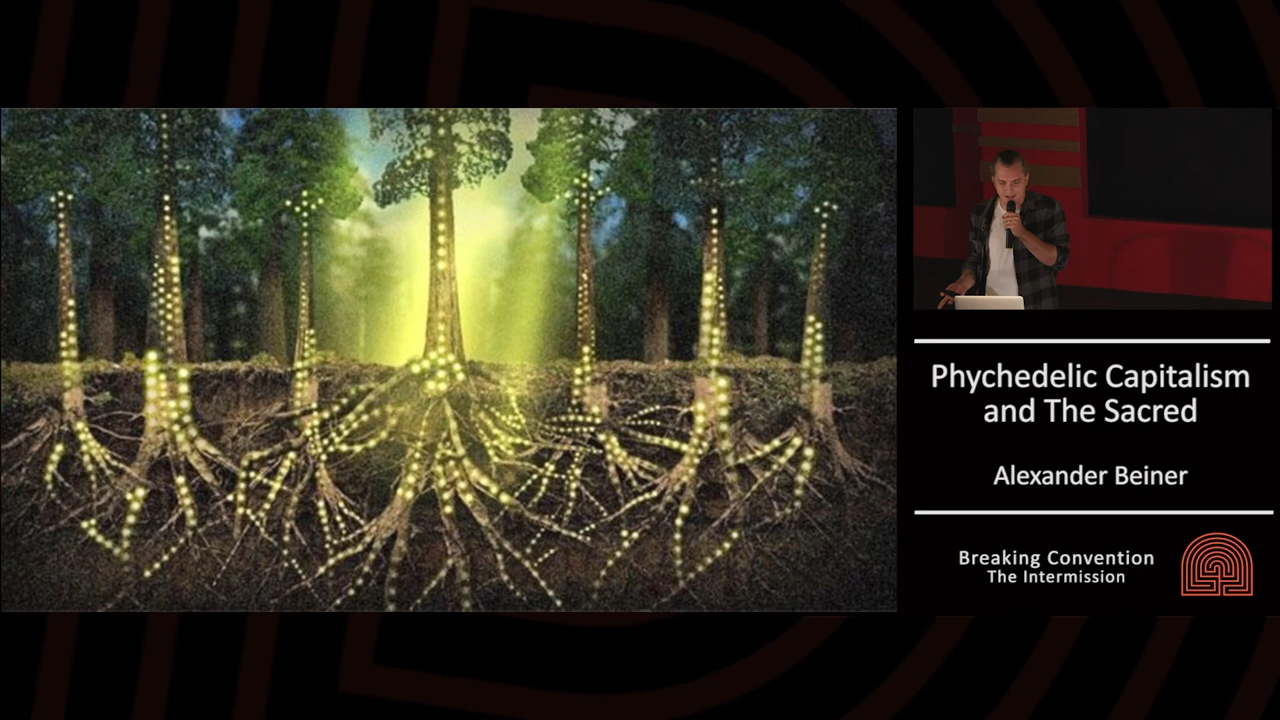 Phychedelic Capitalism
and The Sacred
Alexander Beiner
Breaking Convention
The Intermission